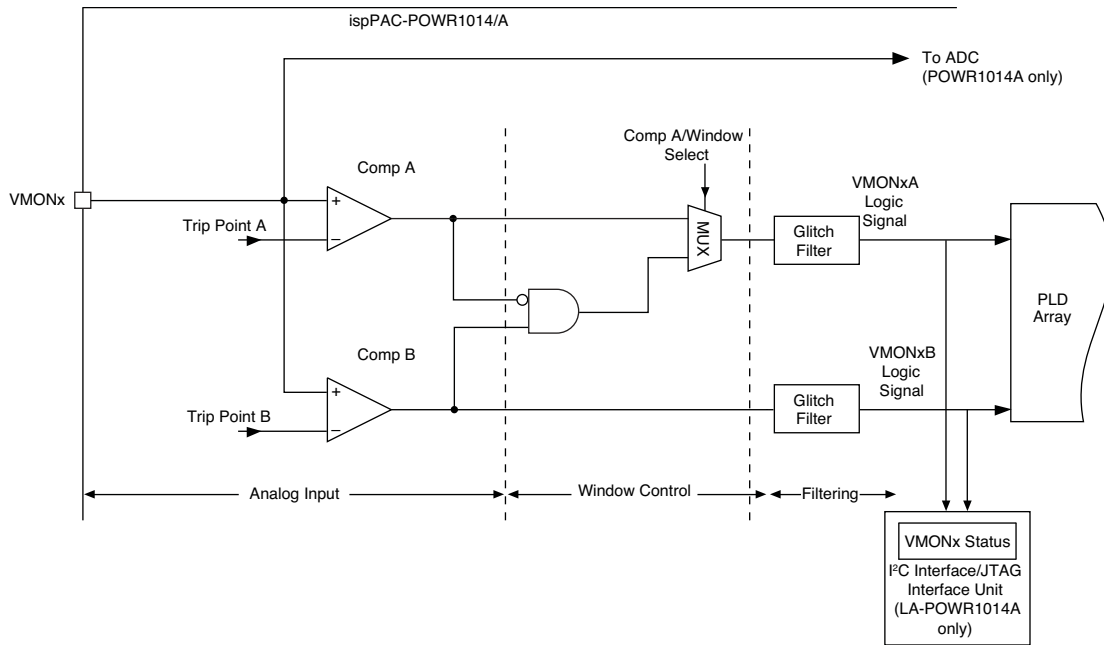 ispPAC-POWR1014/A
To ADC
(POWR1014A only)
Comp A/Window
Select
Comp A
VMONx
+
Trip Point A
−
MUX
Glitch
Filter
VMONxA
Logic
Signal
PLD
Array
Comp B
+
Trip Point B
−
Glitch
Filter
VMONxB
Logic
Signal
Analog Input
Window Control
Filtering
VMONx Status
I²C Interface/JTAG
Interface Unit
(LA-POWR1014A
only)